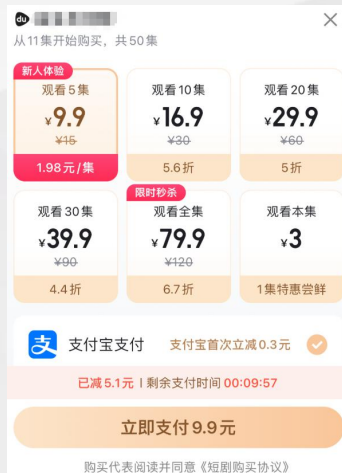 du
从11集开始购买，共50集
新人体验
观看5集
¥9.9
¥15
1.98元/集
观看10集
¥16.9
¥30
5.6折
观看20集
¥29.9
¥60
5折
观看30集
¥39.9
¥90
4.4折
限时秒杀
观看全集
¥79.9
¥120
6.7折
观看本集
¥3
1集特惠尝鲜
支 支付宝支付 支付宝首次立减0.3元
已减5.1元 | 剩余支付时间 00:09:57
立即支付9.9元
购买代表阅读并同意《短剧购买协议》